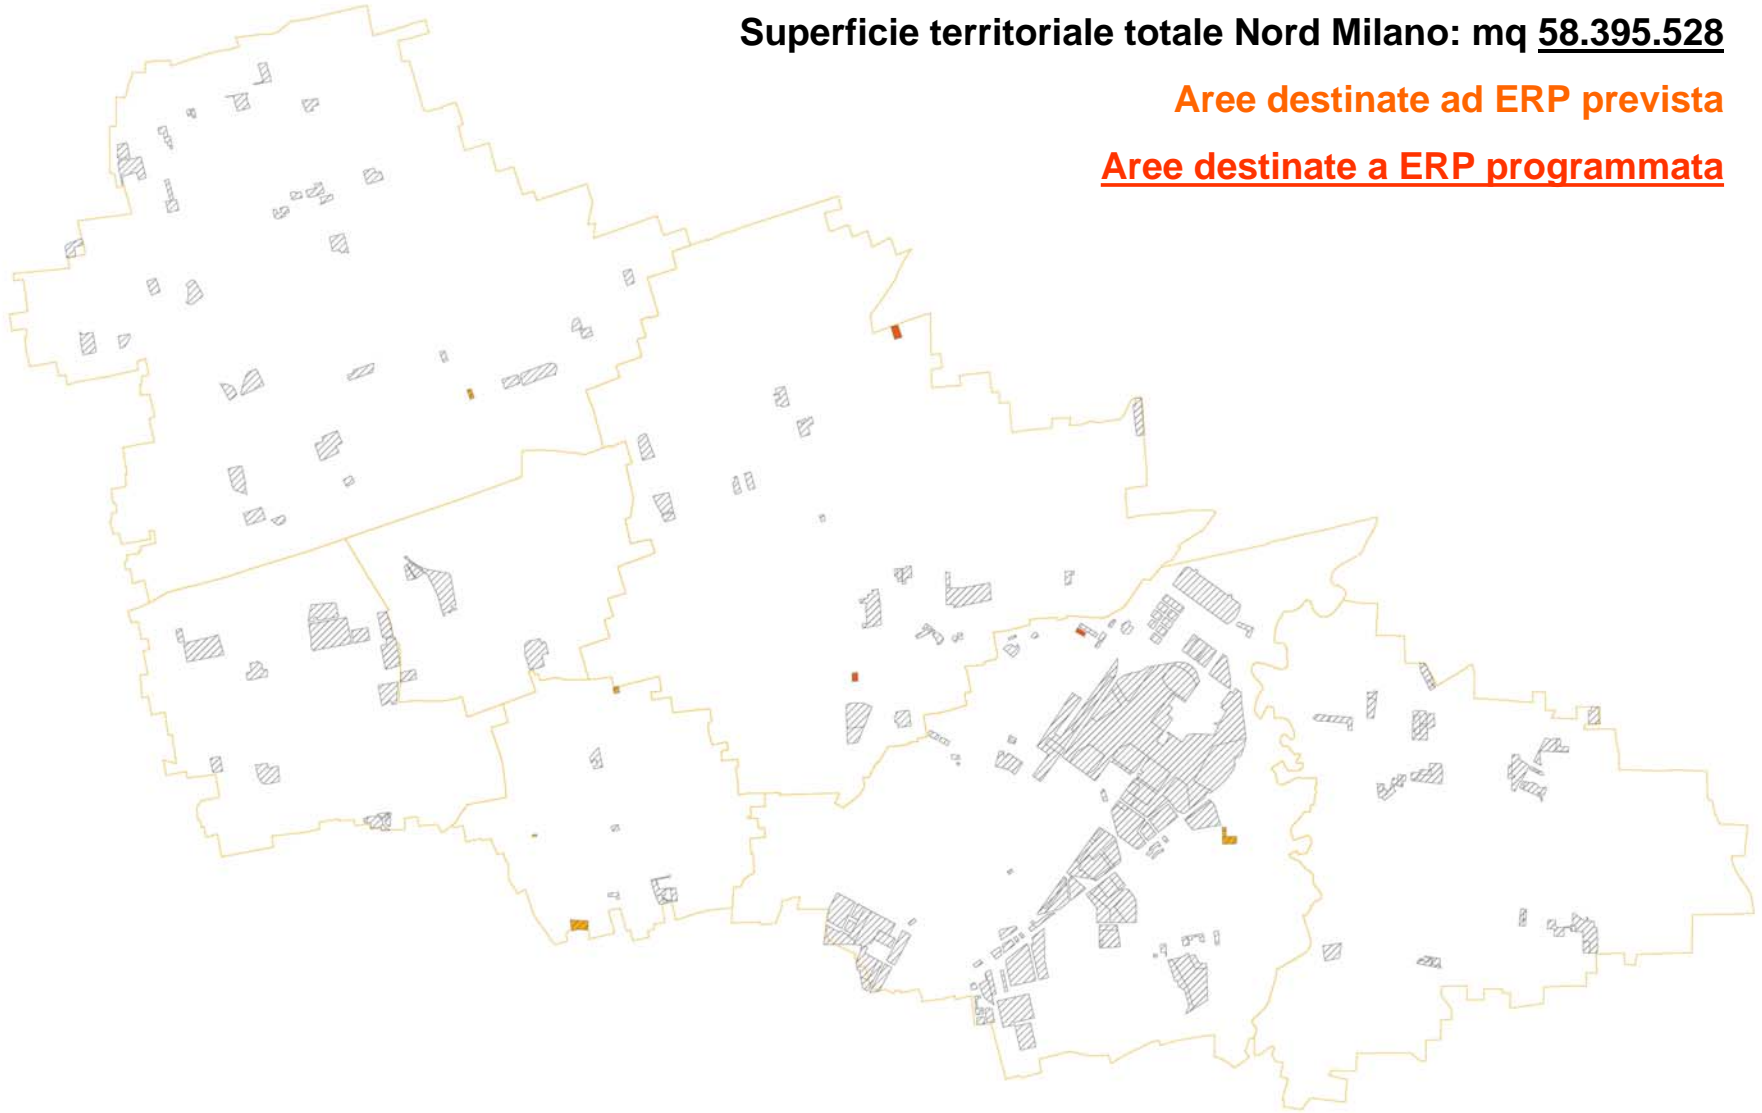 Superficie territoriale totale Nord Milano: mq 58.395.528
Aree destinate ad ERP prevista
Aree destinate a ERP programmata